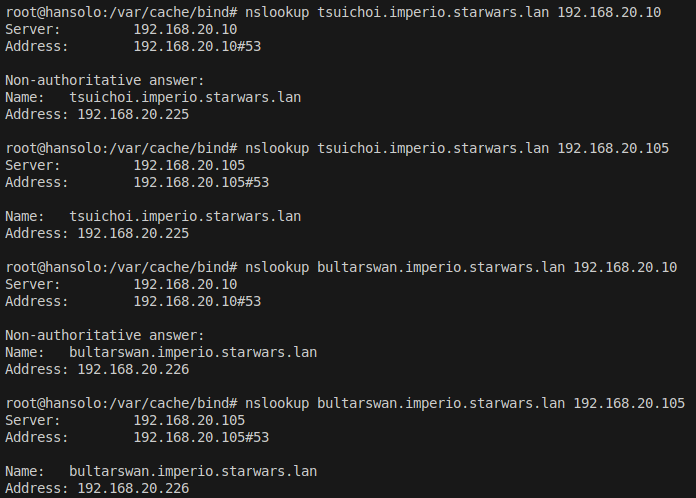 root@hansolo:/var/cache/bind# nslookup tsuichoi.imperio.starwars.lan 192.168.20.10
Server:         192.168.20.10
Address:        192.168.20.10#53

Non-authoritative answer:
Name:   tsuichoi.imperio.starwars.lan
Address: 192.168.20.225

root@hansolo:/var/cache/bind# nslookup tsuichoi.imperio.starwars.lan 192.168.20.105
Server:         192.168.20.105
Address:        192.168.20.105#53

Name:   tsuichoi.imperio.starwars.lan
Address: 192.168.20.225

root@hansolo:/var/cache/bind# nslookup bultarswan.imperio.starwars.lan 192.168.20.10
Server:         192.168.20.10
Address:        192.168.20.10#53

Non-authoritative answer:
Name:   bultarswan.imperio.starwars.lan
Address: 192.168.20.226

root@hansolo:/var/cache/bind# nslookup bultarswan.imperio.starwars.lan 192.168.20.105
Server:         192.168.20.105
Address:        192.168.20.105#53

Name:   bultarswan.imperio.starwars.lan
Address: 192.168.20.226